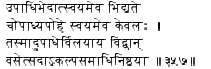 उपाधिभेदात्स्वयमेव भिद्यते
चोपाध्यपोहे स्वयमेव केवलः ।
तस्मादुपाधेर्विलयाय विद्वान्
वसेत्सदाऽकल्पसमाधिनिष्ठया ॥ ३५७॥